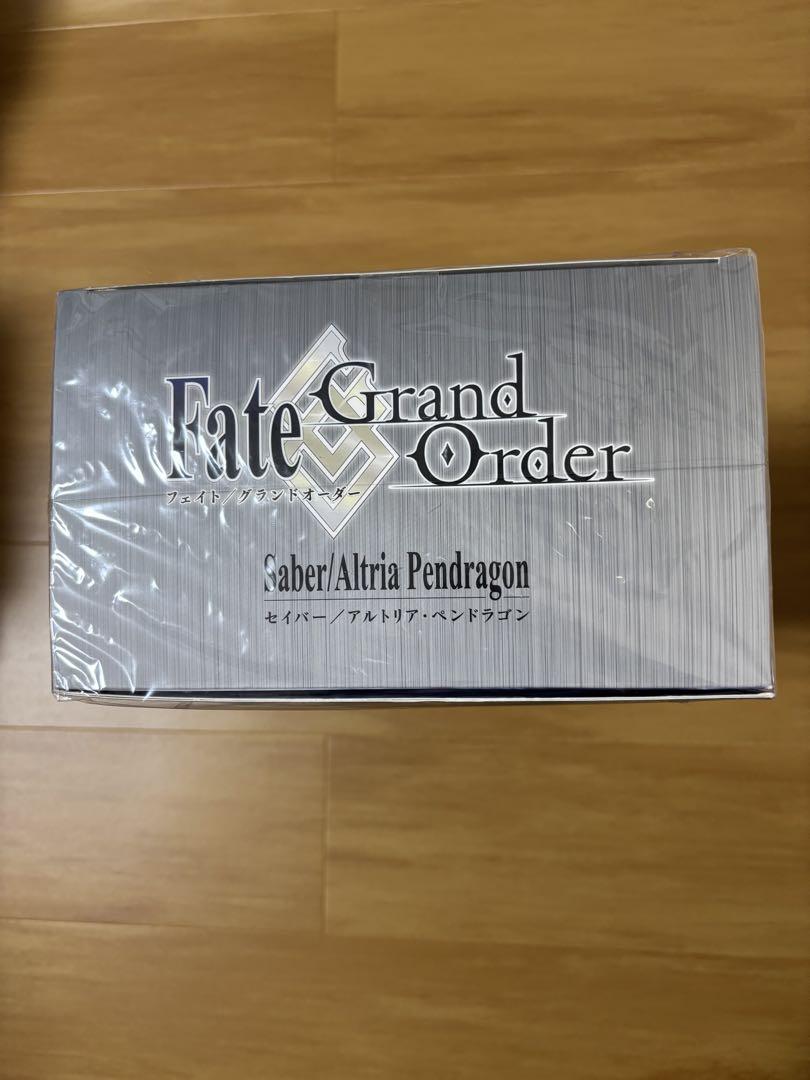 Fate Grand Order
フェイト／グランドオーダー
Saber/Altria Pendragon
セイバー／アルトリア・ペンドラゴン